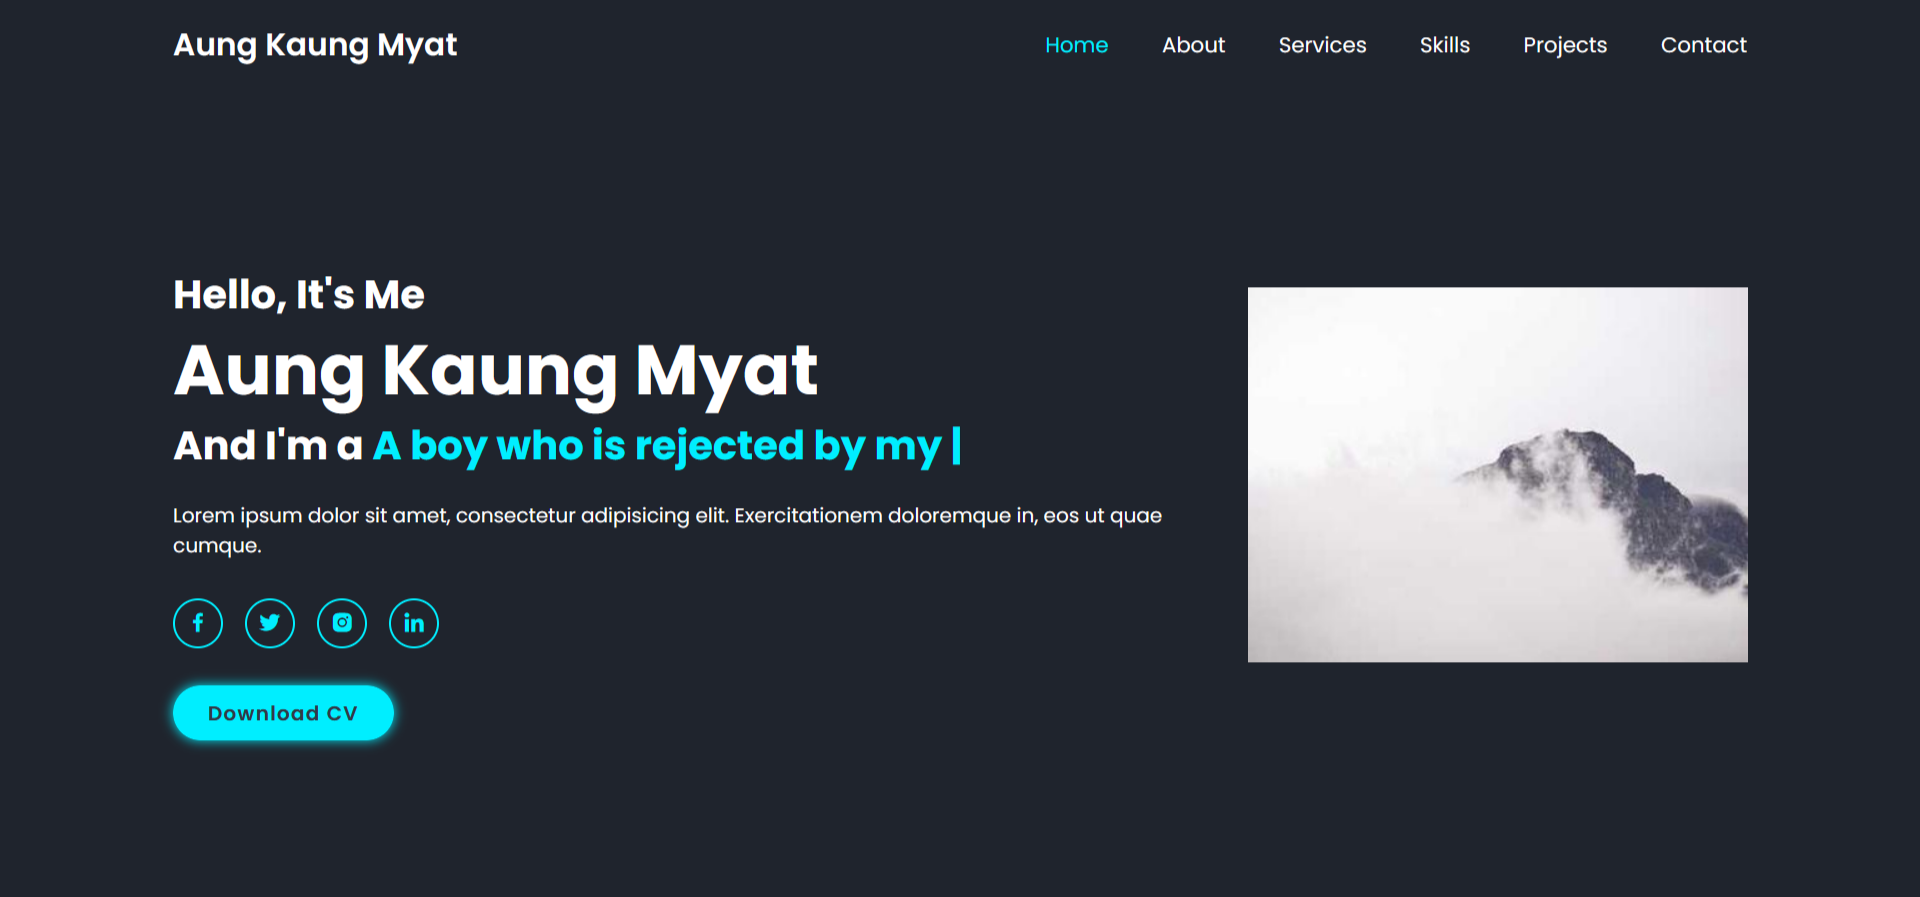 Aung Kaung Myat
Home About Services Skills Projects Contact
Hello, It's Me
Aung Kaung Myat
And I'm a A boy who is rejected by my |
Lorem ipsum dolor sit amet, consectetur adipisicing elit. Exercitationem doloremque in, eos ut quae
cumque.
Download CV